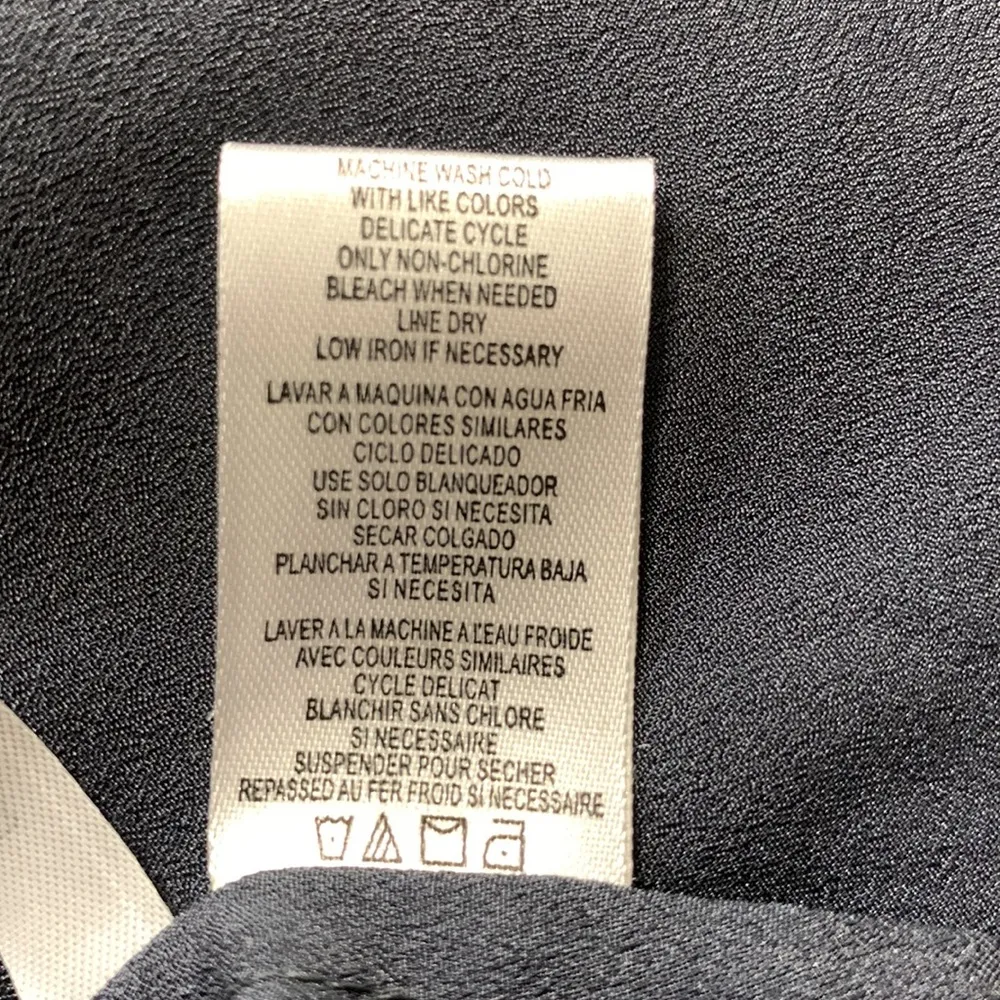 MACHINE WASH COLD
WITH LIKE COLORS
DELICATE CYCLE
ONLY NON-CHLORINE
BLEACH WHEN NEEDED
LINE DRY
LOW IRON IF NECESSARY
LAVAR A MAQUINA CON AGUA FRIA
CON COLORES SIMILARES
CICLO DELICADO
USE SOLO BLANQUEADOR
SIN CLORO SI NECESITA
SECAR COLGADO
PLANCHAR A TEMPERATURA BAJA
SI NECESITA
LAVER A LA MACHINE A L'EAU FROIDE
AVEC COULEURS SIMILAIRES
CYCLE DELICAT
BLANCHIR SANS CHLORE
SI NECESSAIRE
SUSPENDER POUR SECHER
REPASSED AU FER FROID SI NECESSAIRE